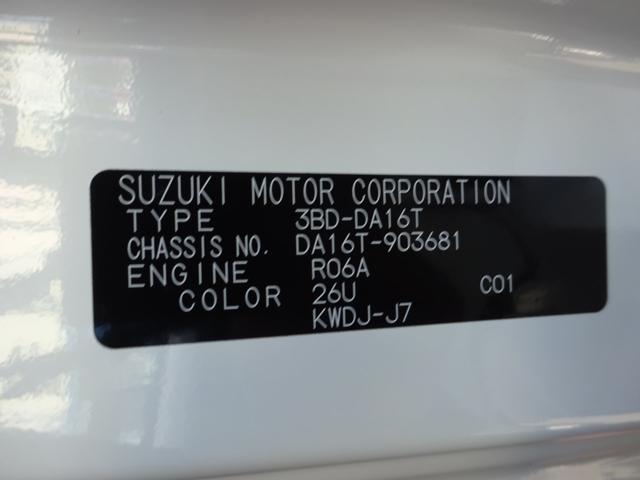 SUZUKI MOTOR CORPORATION
TYPE 3BD-DA16T
CHASSIS NO. DA16T-903681
ENGINE R06A
COLOR 26U C01
KWDJ-J7